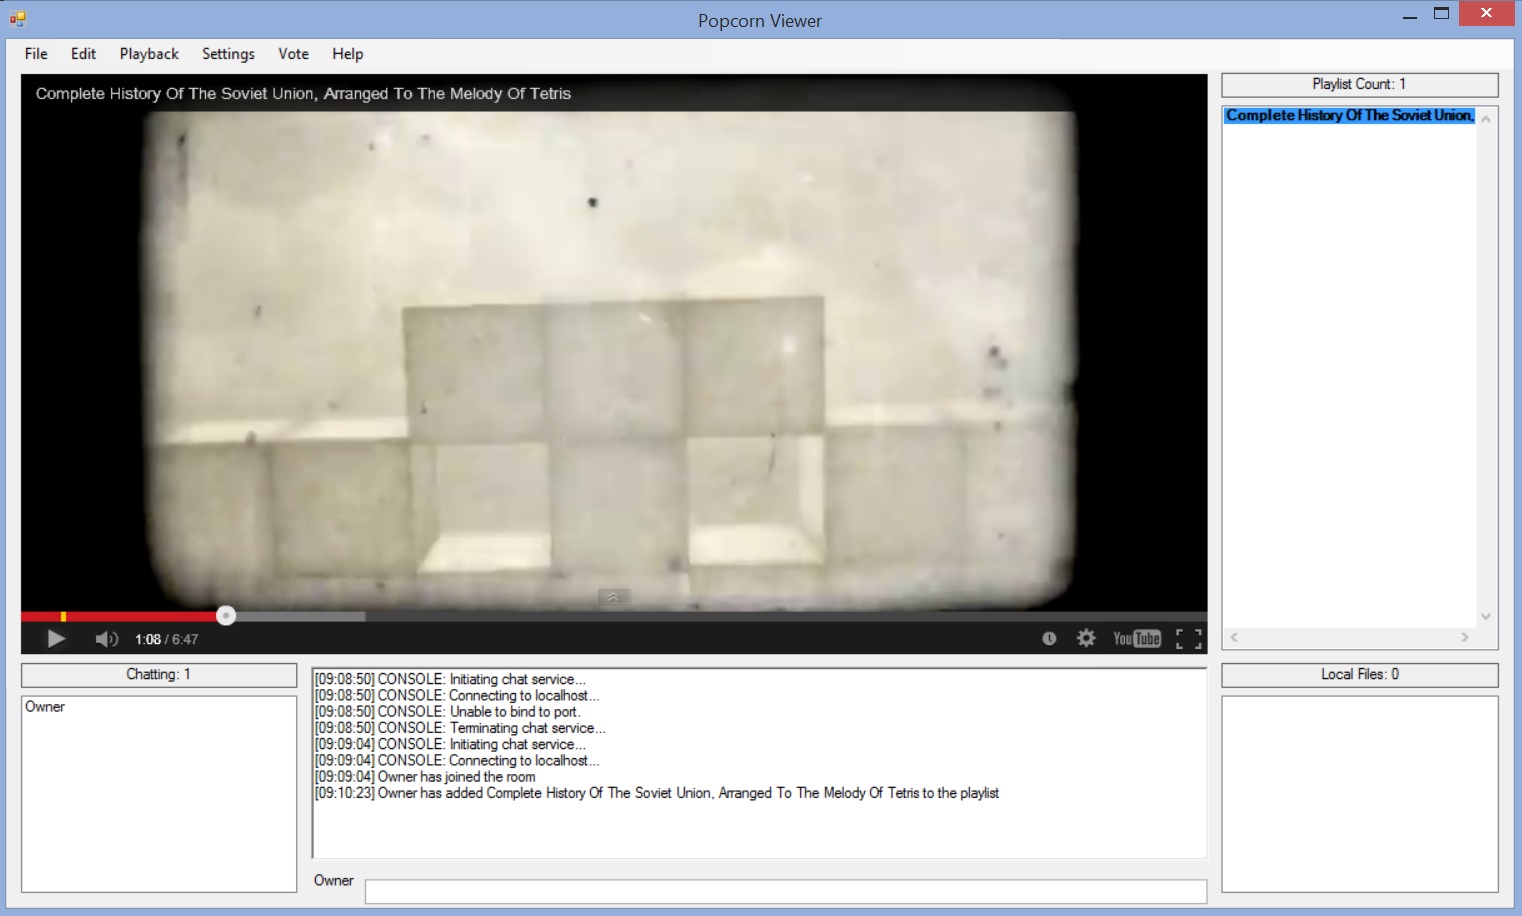 Popcorn Viewer
File Edit Playback Settings Vote Help
Complete History Of The Soviet Union, Arranged To The Melody Of Tetris
Playlist Count: 1
Complete History Of The Soviet Union,
1:08 / 6:47
YouTube
Chatting: 1
Owner
[09:08:50] CONSOLE: Initiating chat service...
[09:08:50] CONSOLE: Connecting to localhost...
[09:08:50] CONSOLE: Unable to bind to port.
[09:08:50] CONSOLE: Terminating chat service...
[09:09:04] CONSOLE: Initiating chat service...
[09:09:04] CONSOLE: Connecting to localhost...
[09:09:04] Owner has joined the room
[09:10:23] Owner has added Complete History Of The Soviet Union, Arranged To The Melody Of Tetris to the playlist
Owner
Local Files: 0